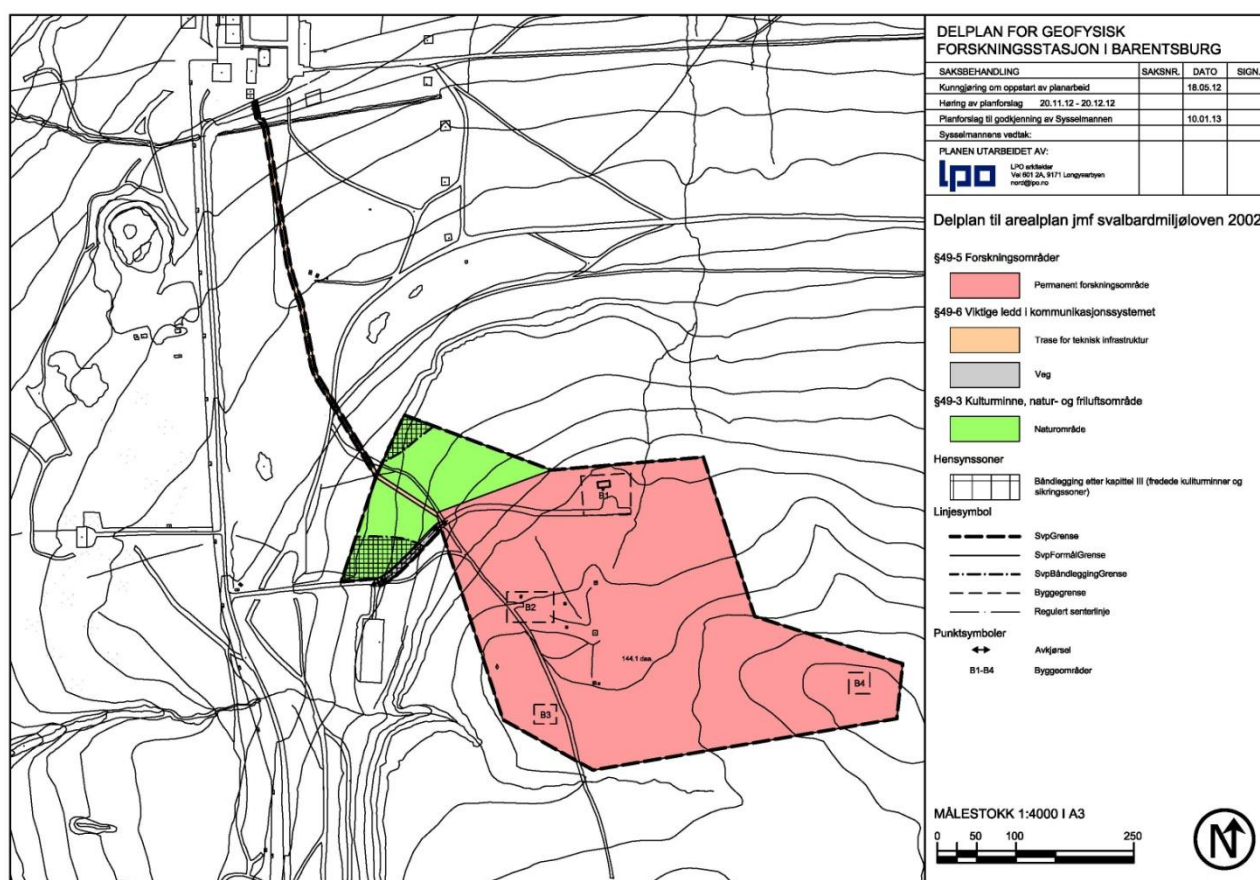 DELPLAN FOR GEOFYSISK
FORSKNINGSSTASJON I BARENTSBURG
SAKSBEHANDLING SAKSNR. DATO SIGN.
Kunngjøring om oppstart av planarbeid 18.05.12
Høring av planforslag 20.11.12 - 20.12.12
Planforslag til godkjenning av Sysselmannen 10.01.13
Sysselmannens vedtak:
PLANEN UTARBEIDET AV:
lpo
LPO arkitekter
Vei 601 2A, 9171 Longyearbyen
nord@lpo.no
Delplan til arealplan jmf svalbardmiljøloven 2002
§49-5 Forskningsområder
Permanent forskningsområde
§49-6 Viktige ledd i kommunikasjonssystemet
Trase for teknisk infrastruktur
Veg
§49-3 Kulturminne, natur- og friluftsområde
Naturområde
Hensynssoner
Båndlegging etter kapittel III (fredede kulturminner og
sikringssoner)
Linjesymbol
SvpGrense
SvpFormålGrense
SvpBåndleggingGrense
Byggegrense
Regulert senterlinje
Punktsymboler
Avkjørsel
B1-B4 Byggeområder
MÅLESTOKK 1:4000 I A3
0 50 100 250
N
B1
B2
144.1 daa
B4
B3